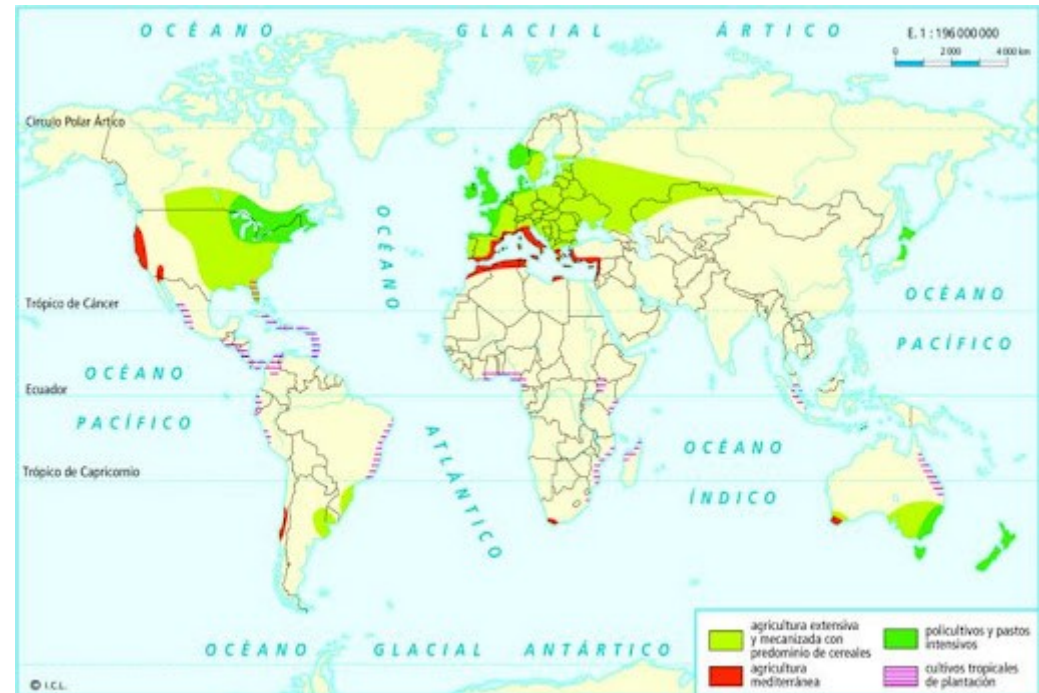 OCÉANO GLACIAL ÁRTICO
E. 1 : 196 000 000
0 2 000 4 000 km
Círculo Polar Ártico
OCÉANO
ATLÁNTICO
Trópico de Cáncer
OCÉANO
PACÍFICO
OCÉANO
PACÍFICO
Ecuador
OCÉANO
ÍNDICO
Trópico de Capricornio
OCÉANO GLACIAL ANTÁRTICO
agricultura extensiva
y mecanizada con
predominio de cereales
agricultura
mediterránea
policultivos y pastos
intensivos
cultivos tropicales
de plantación
© I.C.L.